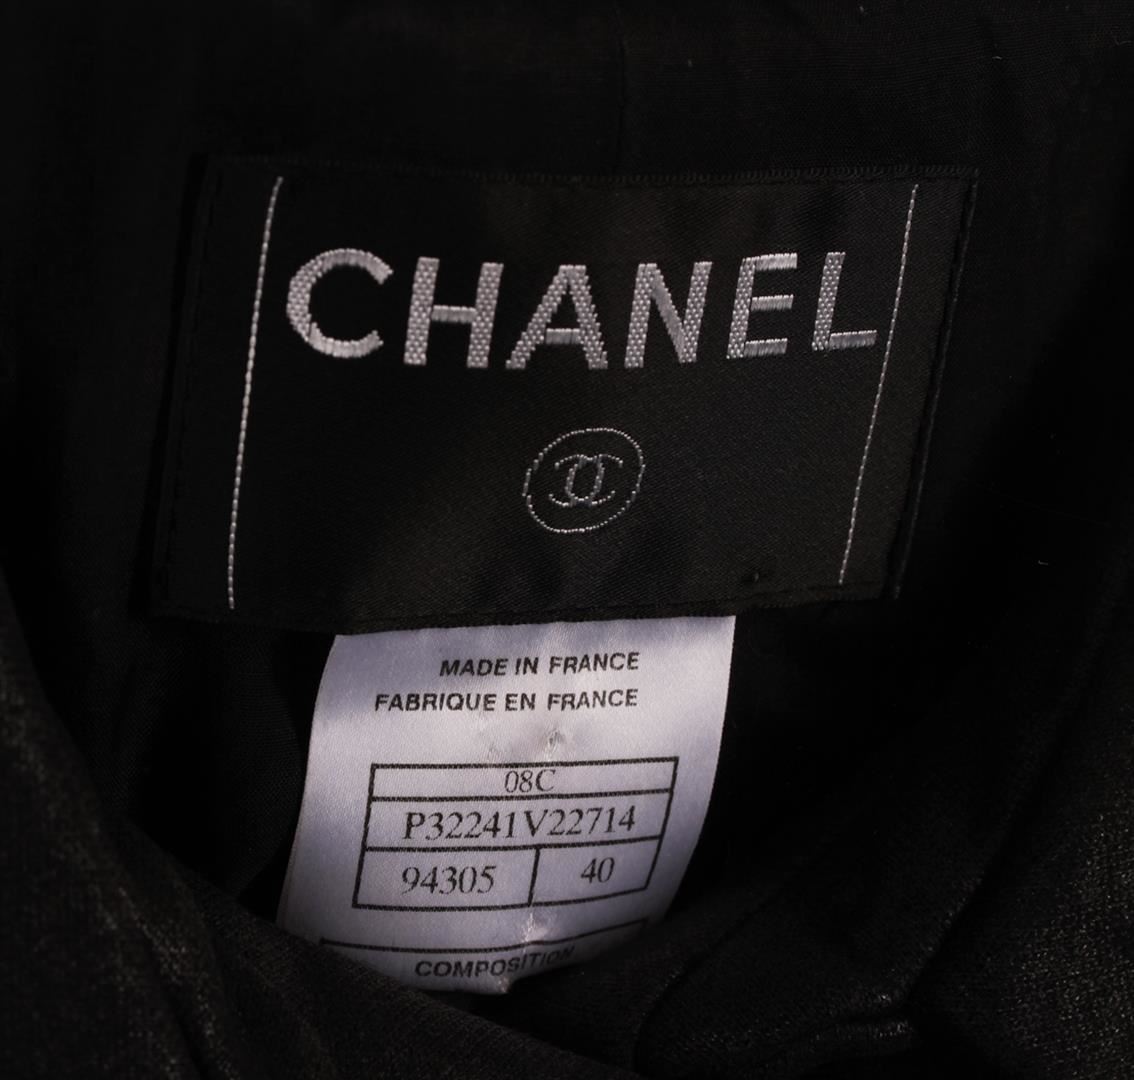 CHANEL
MADE IN FRANCE
FABRIQUE EN FRANCE
08C
P32241V22714
94305 40
COMPOSITION